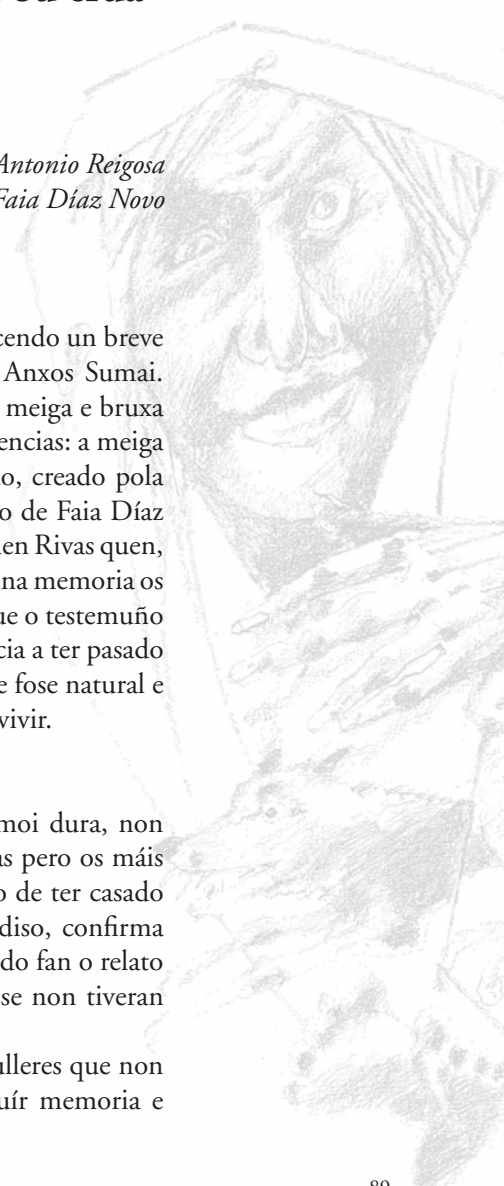 Antonio Reigosa
Faia Díaz Novo
cendo un breve
Anxos Sumai.
meiga e bruxa
encias: a meiga
o, creado pola
o de Faia Díaz
en Rivas quen,
na memoria os
ue o testemuño
cia a ter pasado
e fose natural e
vivir.
moi dura, non
as pero os máis
o de ter casado
diso, confirma
do fan o relato
se non tiveran
ulleres que non
uír memoria e